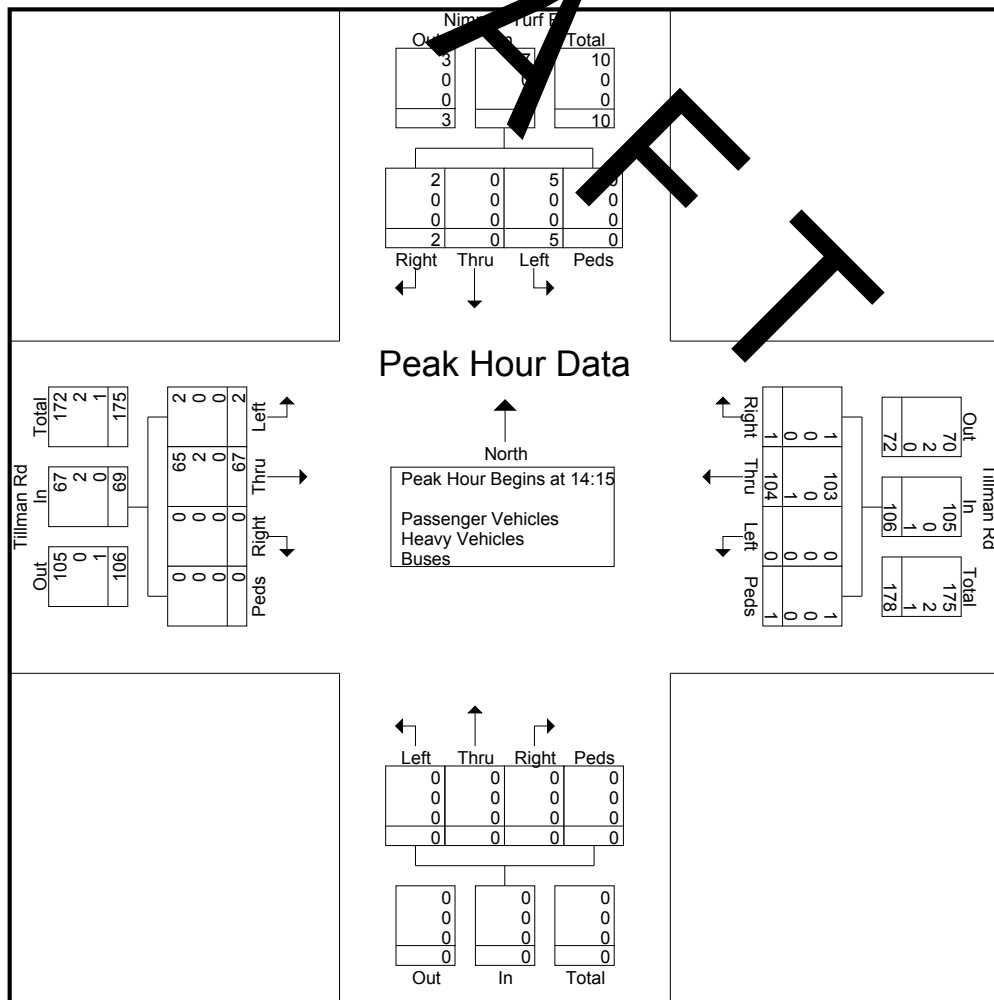 Turf
Out
Total
3
7
10
0
0
0
0
3
10
2 0 5
0 0 0 0
0 0 0 0
2 0 5 0
Right Thru Left Peds
Peak Hour Data
North
Peak Hour Begins at 14:15
Passenger Vehicles
Heavy Vehicles
Buses
Tillman Rd
Total
172 2 1 175
In
67 2 0 69
Out
105 0 1 106
Left
2 0 0 2
Thru
65 2 0 67
Right
0 0 0 0
Peds
0 0 0 0
Right
1 0 0 1
Thru
103 0 1 104
Left
0 0 0 0
Peds
1 0 0 1
Out
70 2 0 72
In
105 0 1 106
Total
175 2 1 178
Tillman Rd
Left Thru Right Peds
0 0 0 0
0 0 0 0
0 0 0 0
0 0 0 0
0 0 0
0 0 0
0 0 0
0 0 0
Out In Total
A
F
T